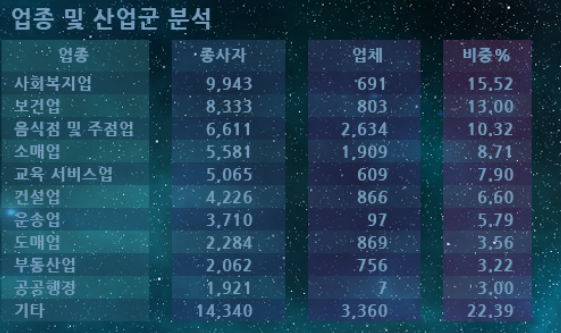 업종 및 산업군 분석
업종 종사자 업체 비중%
사회복지업 9,943 691 15.52
보건업 8,333 803 13.00
음식점 및 주점업 6,611 2,634 10.32
소매업 5,581 1,909 8.71
교육 서비스업 5,065 609 7.90
건설업 4,226 866 6.60
운송업 3,710 97 5.79
도매업 2,284 869 3.56
부동산업 2,062 756 3.22
공공행정 1,921 7 3.00
기타 14,340 3,360 22.39